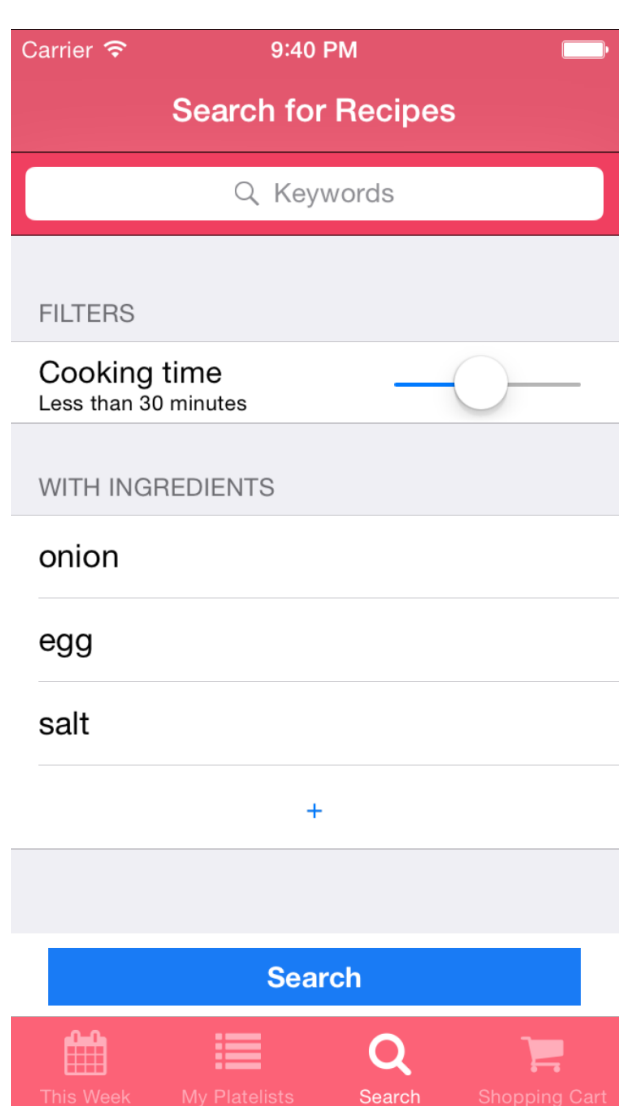 Carrier 9:40 PM
Search for Recipes
Keywords
FILTERS
Cooking time
Less than 30 minutes
WITH INGREDIENTS
onion
egg
salt
+
Search
This Week My Platelists Search Shopping Cart